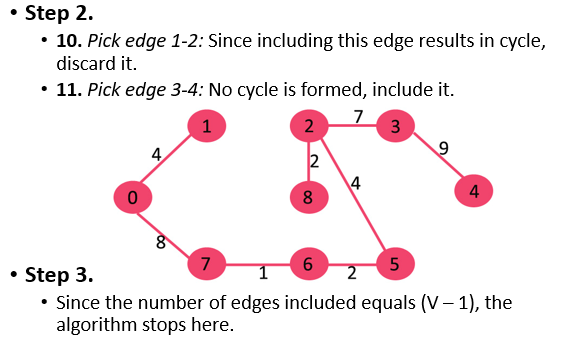 • Step 2.
• 10. Pick edge 1-2: Since including this edge results in cycle,
discard it.
• 11. Pick edge 3-4: No cycle is formed, include it.
1 2 7 3
4 2 4 9
0 8 4
8
7 1 6 2 5
• Step 3.
• Since the number of edges included equals (V – 1), the
algorithm stops here.